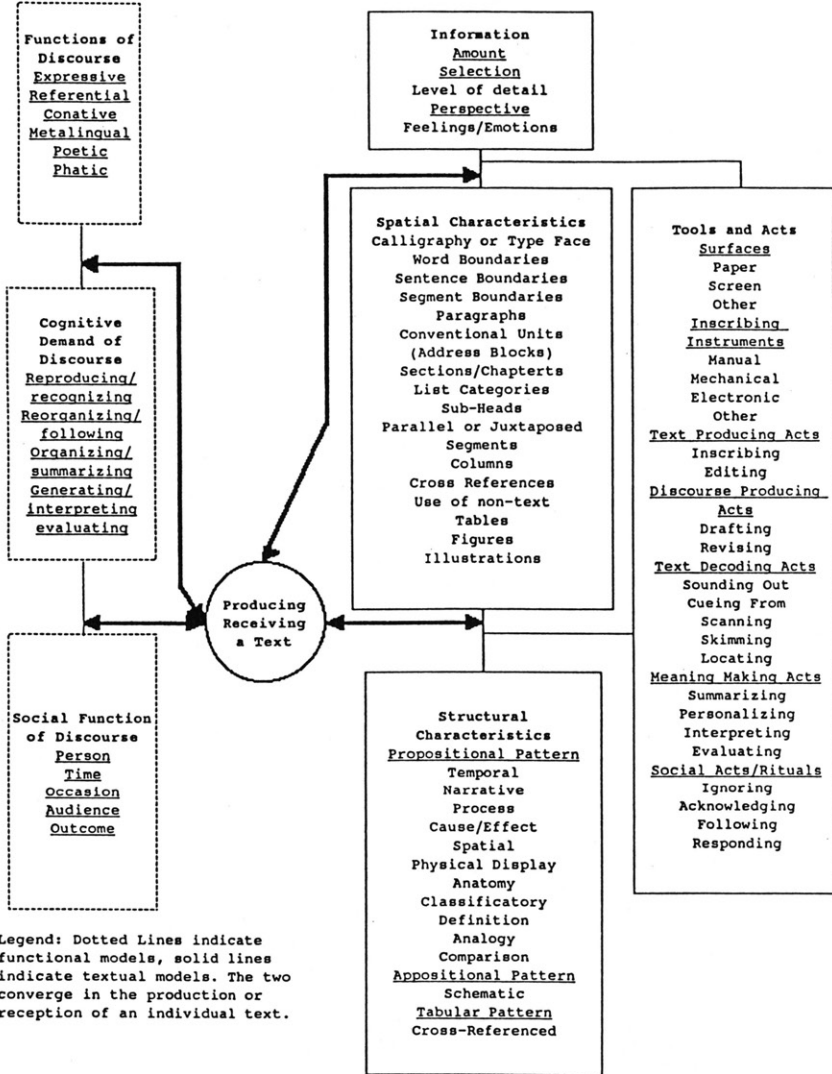 Functions of
Discourse
Expressive
Referential
Conative
Metalingual
Poetic
Phatic
Cognitive
Demand of
Discourse
Reproducing/
recognizing
Reorganizing/
following
Organizing/
summarizing
Generating/
interpreting
evaluating
Social Function
of Discourse
Person
Time
Occasion
Audience
Outcome
Producing
Receiving
a Text
Information
Amount
Selection
Level of detail
Perspective
Feelings/Emotions
Spatial Characteristics
Calligraphy or Type Face
Word Boundaries
Sentence Boundaries
Segment Boundaries
Paragraphs
Conventional Units
(Address Blocks)
Sections/Chapterts
List Categories
Sub-Heads
Parallel or Juxtaposed
Segments
Columns
Cross References
Use of non-text
Tables
Figures
Illustrations
Structural
Characteristics
Propositional Pattern
Temporal
Narrative
Process
Cause/Effect
Spatial
Physical Display
Anatomy
Classificatory
Definition
Analogy
Comparison
Appositional Pattern
Schematic
Tabular Pattern
Cross-Referenced
Tools and Acts
Surfaces
Paper
Screen
Other
Inscribing
Instruments
Manual
Mechanical
Electronic
Other
Text Producing Acts
Inscribing
Editing
Discourse Producing
Acts
Drafting
Revising
Text Decoding Acts
Sounding Out
Cueing From
Scanning
Skimming
Locating
Meaning Making Acts
Summarizing
Personalizing
Interpreting
Evaluating
Social Acts/Rituals
Ignoring
Acknowledging
Following
Responding
Legend: Dotted Lines indicate
functional models, solid lines
indicate textual models. The two
converge in the production or
reception of an individual text.